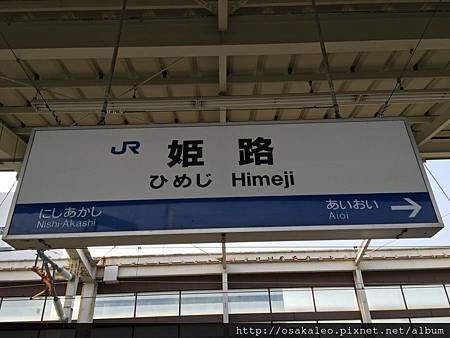 JR 姫路
ひめじ Himeji
にしあかし あいおい
Nishi-Akashi Aioi →
http://osakaleo.pixnet.net/album